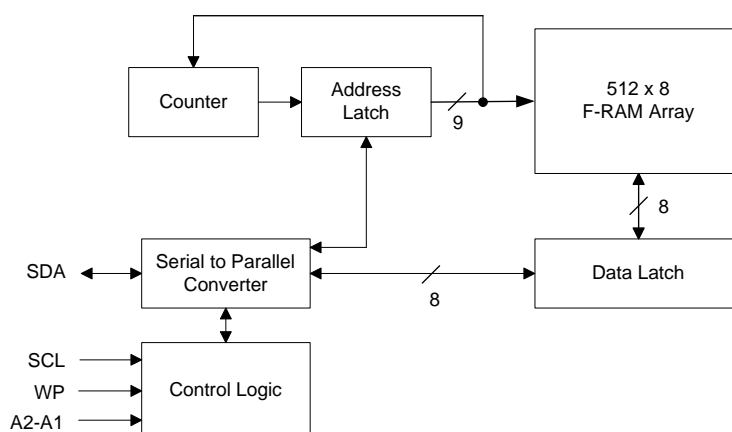 Counter
Address
Latch
9
512 x 8
F-RAM Array
8
SDA
Serial to Parallel
Converter
8
Data Latch
SCL
WP
A2-A1
Control Logic